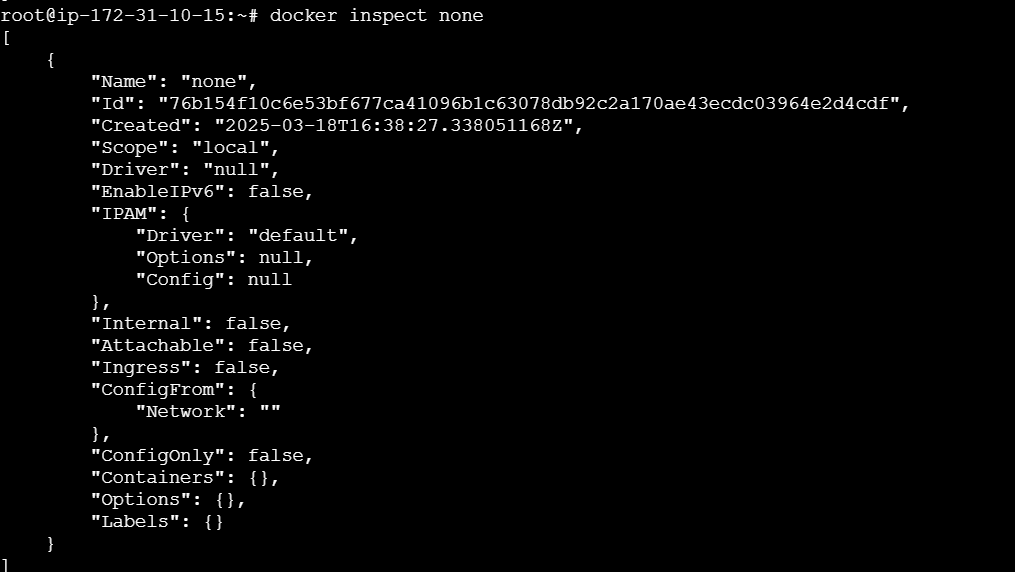 root@ip-172-31-10-15:~# docker inspect none
[
    {
        "Name": "none",
        "Id": "76b154f10c6e53bf677ca41096b1c63078db92c2a170ae43ecdc03964e2d4cdf",
        "Created": "2025-03-18T16:38:27.338051168Z",
        "Scope": "local",
        "Driver": "null",
        "EnableIPv6": false,
        "IPAM": {
            "Driver": "default",
            "Options": null,
            "Config": null
        },
        "Internal": false,
        "Attachable": false,
        "Ingress": false,
        "ConfigFrom": {
            "Network": ""
        },
        "ConfigOnly": false,
        "Containers": {},
        "Options": {},
        "Labels": {}
    }
]